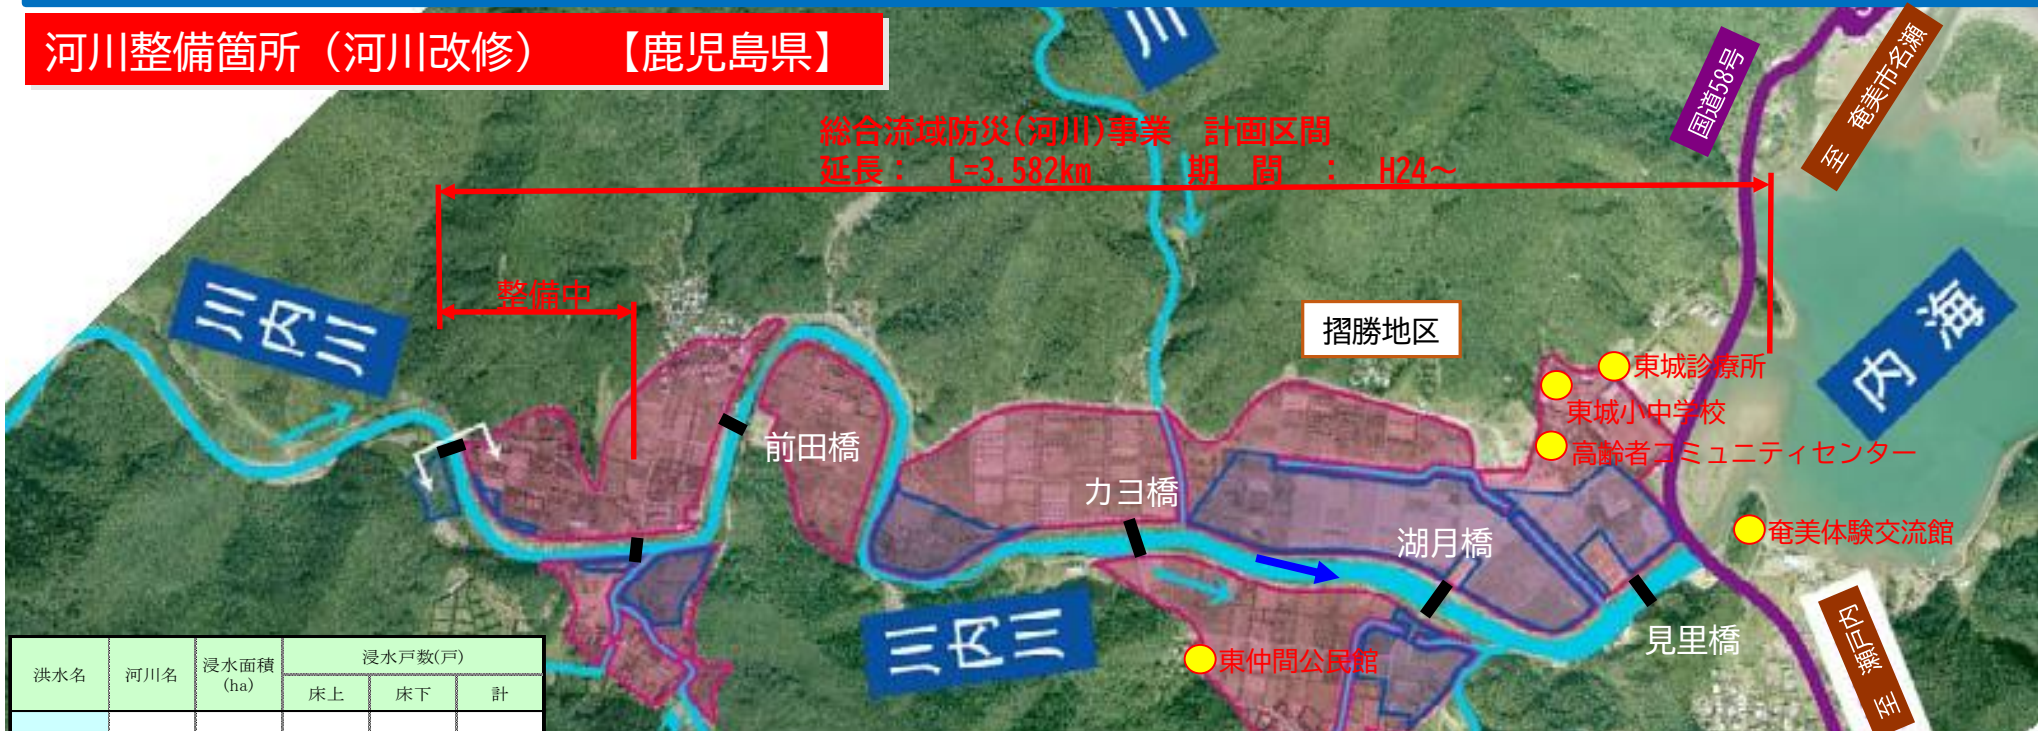 河川整備箇所（河川改修）　【鹿児島県】
川
国道58号
至　奄美市名瀬
総合流域防災(河川)事業　計画区間
延長：　L=3.582km　　期　間　：　H24～
整備中
川内川
摺勝地区
内海
東城診療所
東城小中学校
高齢者コミュニティセンター
前田橋
カヨ橋
湖月橋
奄美体験交流館
川内川
見里橋
東仲間公民館
至　瀬戸内
洪水名
河川名
浸水面積
(ha)
浸水戸数(戸)
床上
床下
計